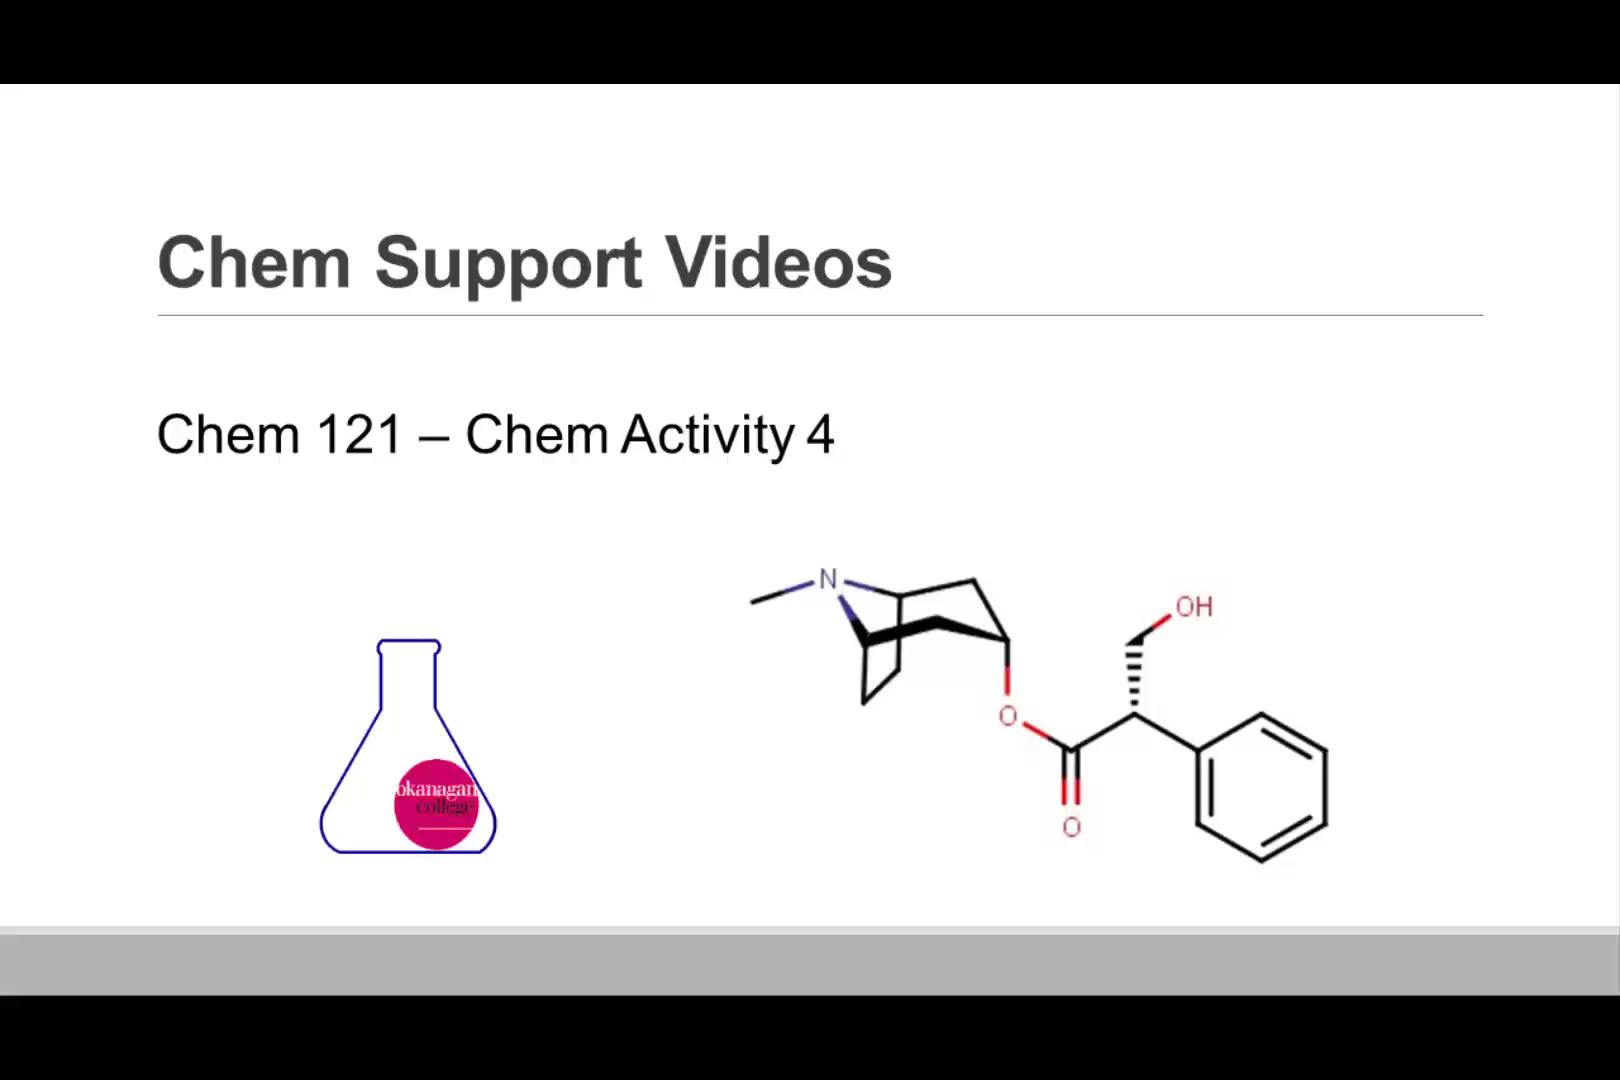 Chem Support Videos
Chem 121 – Chem Activity 4
N
OH
O
O
okanagan
college